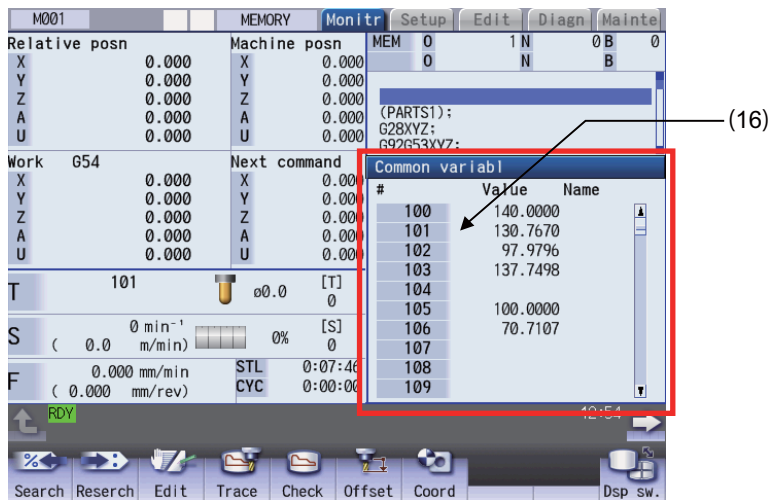 M001 MEMORY Monitr Setup Edit Diagn Mainte
Relative posn Machine posn MEM O 1 N 0 B 0
X 0.000 X 0.000 O N B
Y 0.000 Y 0.000
Z 0.000 Z 0.000
A 0.000 A 0.000 (PARTS1);
U 0.000 U 0.000 G28XYZ;
G92G53XYZ;
(16)
Work G54 Next command Common variabl
X 0.000 X 0.000 # Value Name
Y 0.000 Y 0.000 100 140.0000
Z 0.000 Z 0.000 101 130.7670
A 0.000 A 0.000 102 97.9796
U 0.000 U 0.000 103 137.7498
104
T 101 ø0.0 [T] 0 105 100.0000
S 0 min⁻¹ [S] 106 70.7107
( 0.0 m/min) 0% 0 107
F 0.000 mm/min STL 0:07:46 108
( 0.000 mm/rev) CYC 0:00:00 109
RDY 12:54
Search Reserch Edit Trace Check Offset Coord Dsp sw.